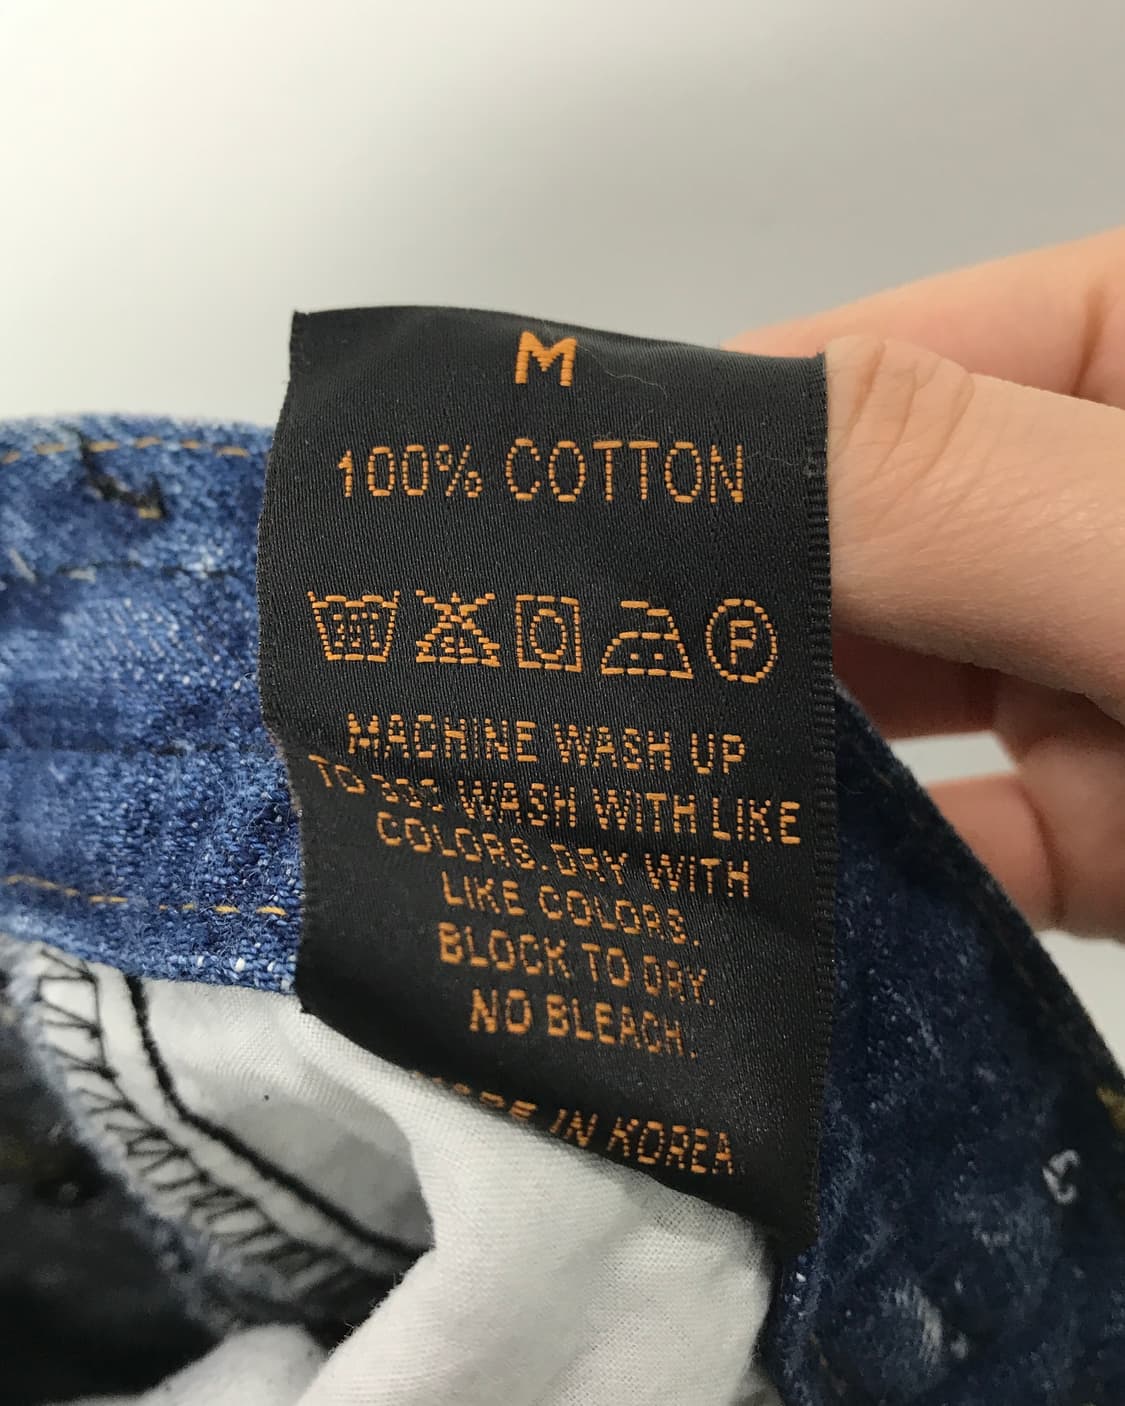 M
100% COTTON
P
MACHINE WASH UP
TO WASH WITH LIKE
COLORS.DRY WITH
LIKE COLORS.
BLOCK TO DRY.
NO BLEACH.
IN KOREA